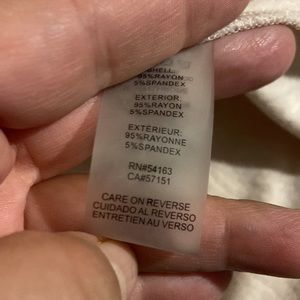 SHELL:
95%RAYON
5%SPANDEX
EXTERIOR:
95%RAYON
5%SPANDEX
EXTÉRIEUR:
95%RAYONNE
5%SPANDEX
RN#54163
CA#57151
CARE ON REVERSE
CUIDADO AL REVERSO
ENTRETIEN AU VERSO